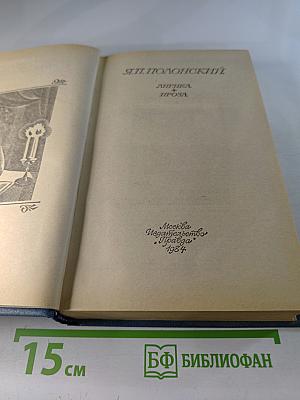 Я.П.ПОЛОНСКИЙ
ЛИРИКА
ПРОЗА
Москва
Издательство
"Правда"
1984
15 см
БФ БИБЛИОФАН